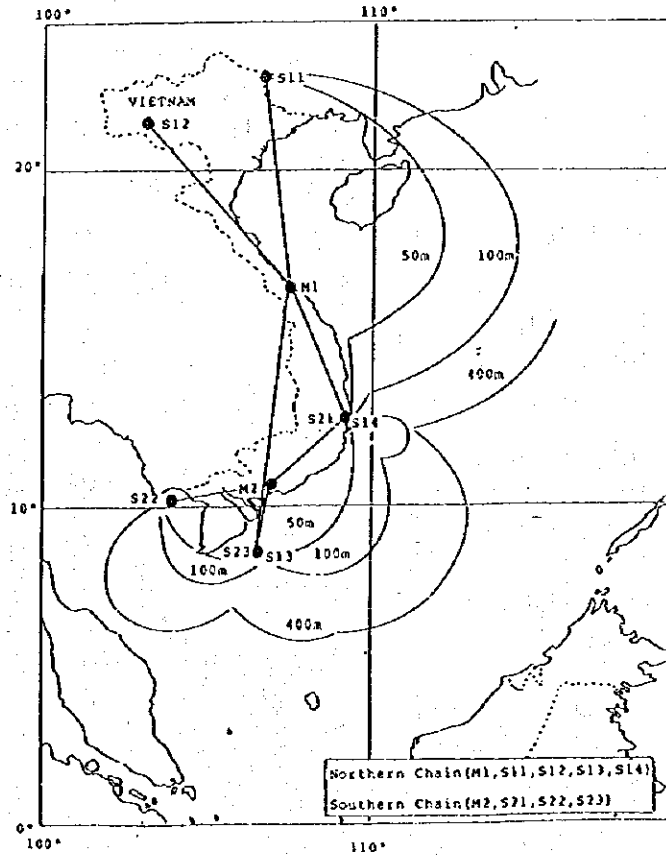 100° 110°
S11
VIETNAM
S12
20°
50m 100m
M1
400m
S21 S14
M2
S22
10°
50m
S23 S13 100m
100m
400m
Northern Chain(M1,S11,S12,S13,S14)
Southern Chain(M2,S21,S22,S23)
0°
100° 110°